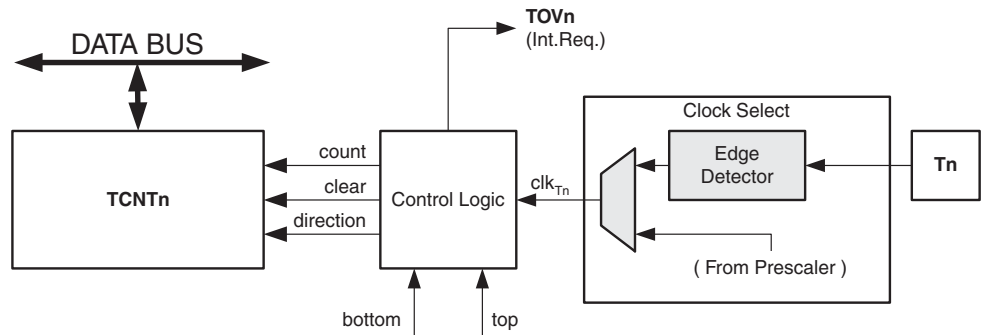 TOVn
(Int.Req.)
DATA BUS
Clock Select
count
clear
direction
TCNTn
Control Logic
clkTn
Edge
Detector
Tn
( From Prescaler )
bottom
top